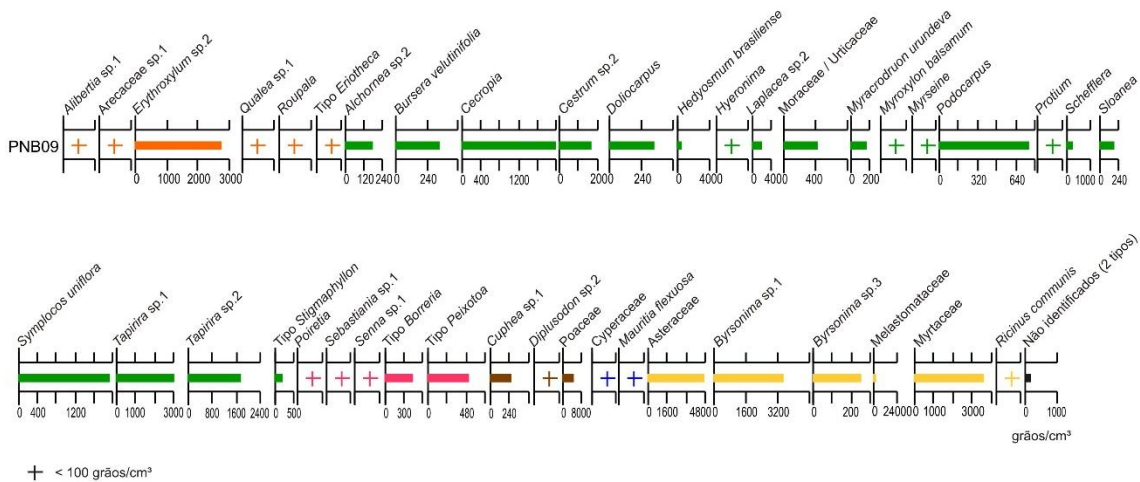 Alibertia sp.1
Arecaceae sp.1
Erythroxylum sp.2
Qualea sp.1
Roupala
Tipo Eriotheca
Alchornea sp.2
Bursera velutinifolia
Cecropia
Cestrum sp.2
Doliocarpus
Hedyosmum brasiliense
Hyeronima
Laplacea sp.2
Moraceae / Urticaceae
Myracrodruon urundeva
Myroxylon balsamum
Myrseine
Podocarpus
Protium
Schefflera
Sloanea
PNB09
0 1000 2000 3000
0 120 240
0 240
0 400 1200
0 2000
0 240
0 4000
0 4000
0 400
0 200
0 320 640
0 1000
0 240
Symplocos uniflora
Tapirira sp.1
Tapirira sp.2
Tipo Stigmaphyllon
Poiretia
Sebastiania sp.1
Senna sp.1
Tipo Borreria
Tipo Peixotoa
Cuphea sp.1
Diplusodon sp.2
Poaceae
Cyperaceae
Mauritia flexuosa
Asteraceae
Byrsonima sp.1
Byrsonima sp.3
Melastomataceae
Myrtaceae
Ricinus communis
Não identificados (2 tipos)
0 400 1200
0 1000 3000
0 800 1600 2400
0 500
0 300
0 480
0 240
0 8000
0 1600 4800
0 1600 3200
0 200
0 24000
0 1000 3000
0 1000
grãos/cm³
+ < 100 grãos/cm³